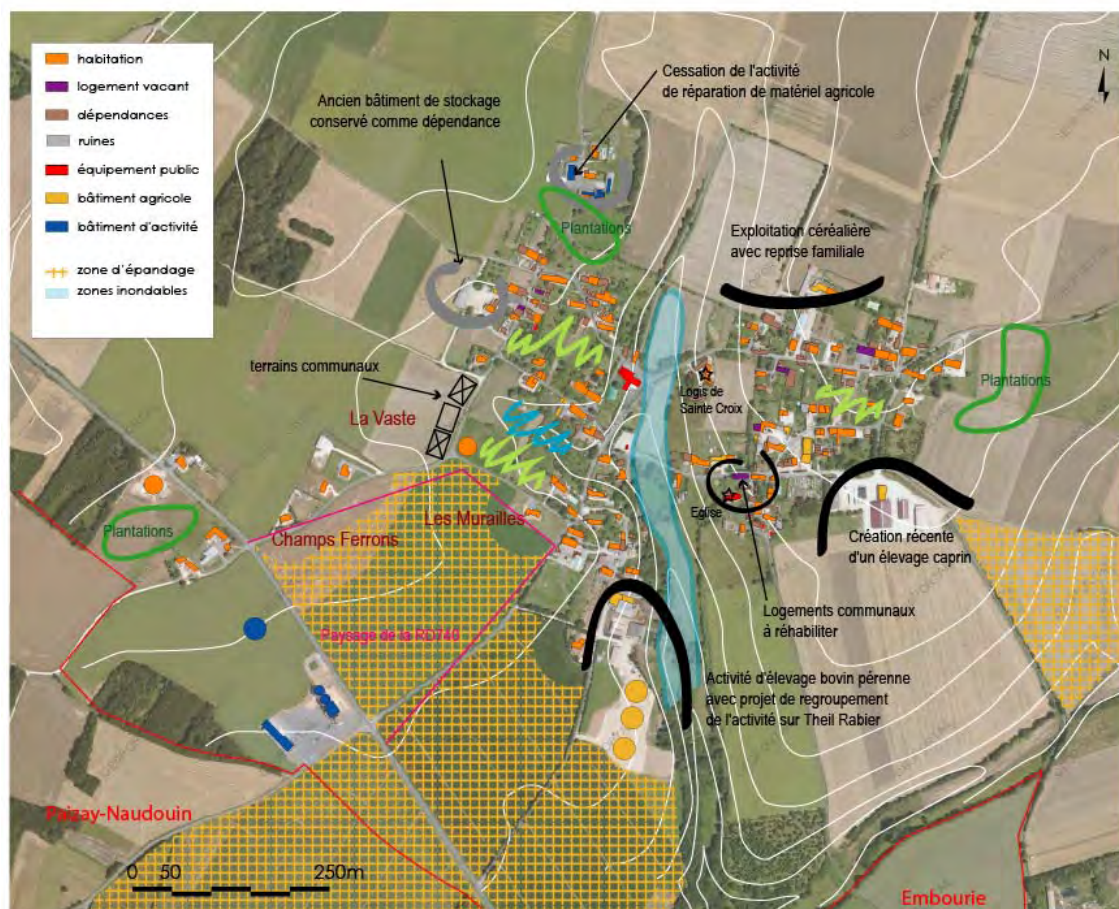 habitation
logement vacant
dépendances
ruines
équipement public
bâtiment agricole
bâtiment d'activité
zone d'épandage
zones inondables
N
Cessation de l'activité
de réparation de matériel agricole
Ancien bâtiment de stockage
conservé comme dépendance
Plantations
Exploitation céréalière
avec reprise familiale
terrains communaux
La Vaste
Logis de
Sainte Croix
Plantations
Eglise
Les Murailles
Champs Ferrons
Plantations
Création récente
d'un élevage caprin
Logements communaux
à réhabiliter
Paysage de la RD740
Activité d'élevage bovin pérenne
avec projet de regroupement
de l'activité sur Theil Rabier
Paizay-Naudouin
0 50 250m
Embourie